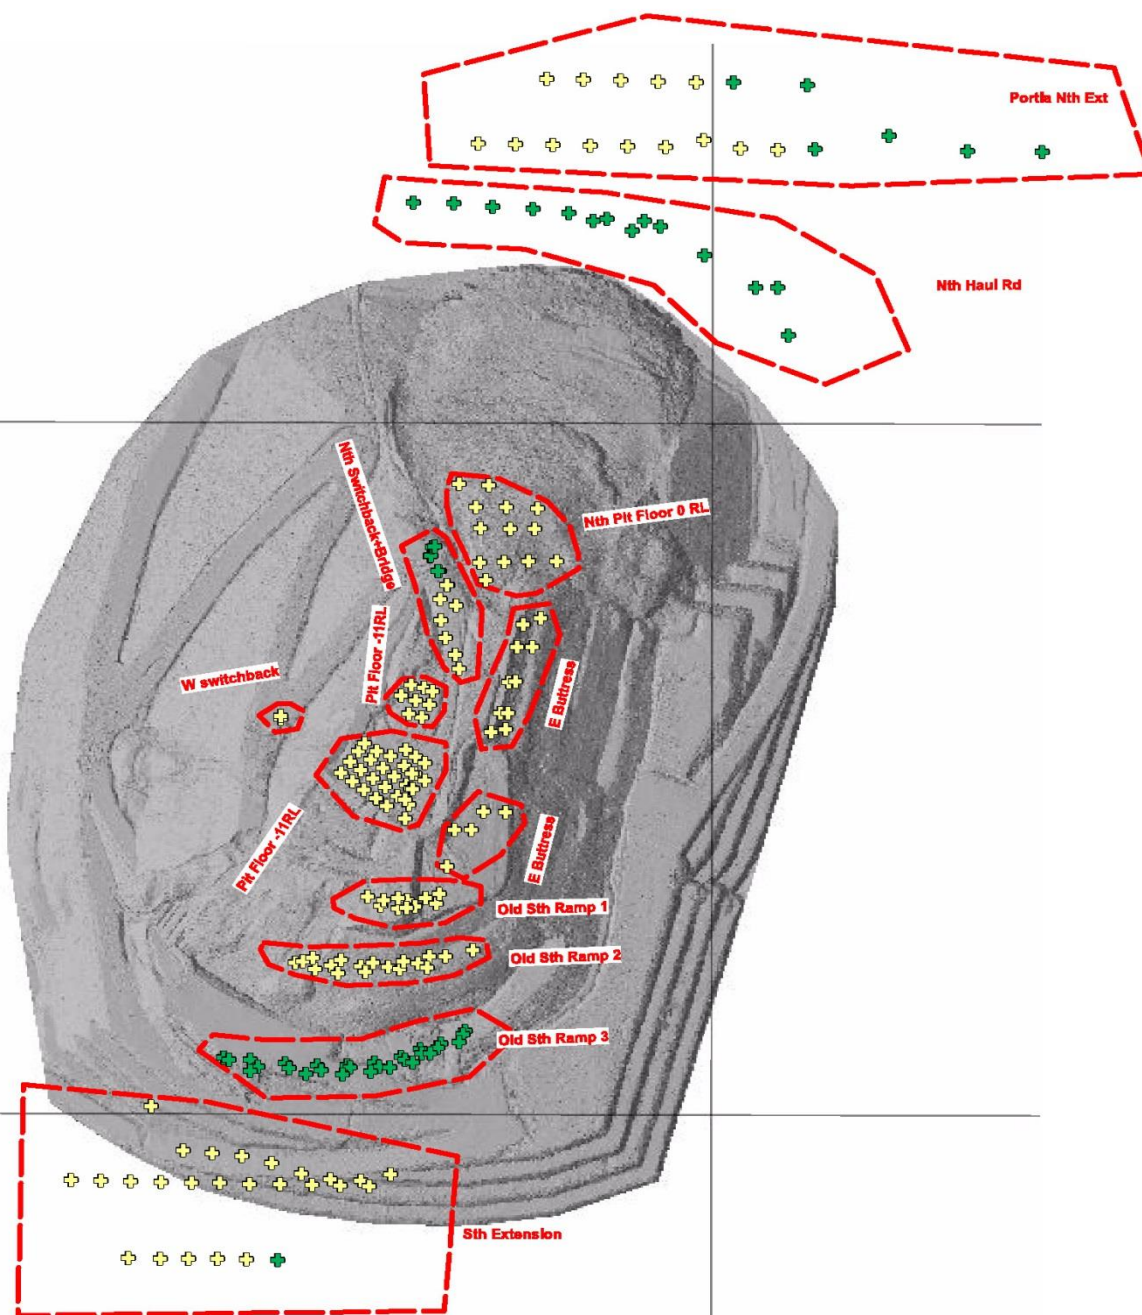 Portia Nth Ext
Nth Haul Rd
Nth Switchback+Bridge
Nth Pit Floor 0 RL
Pit Floor -11RL
W switchback
E Buttress
Pit Floor -11RL
E Buttress
Old Sth Ramp 1
Old Sth Ramp 2
Old Sth Ramp 3
Sth Extension